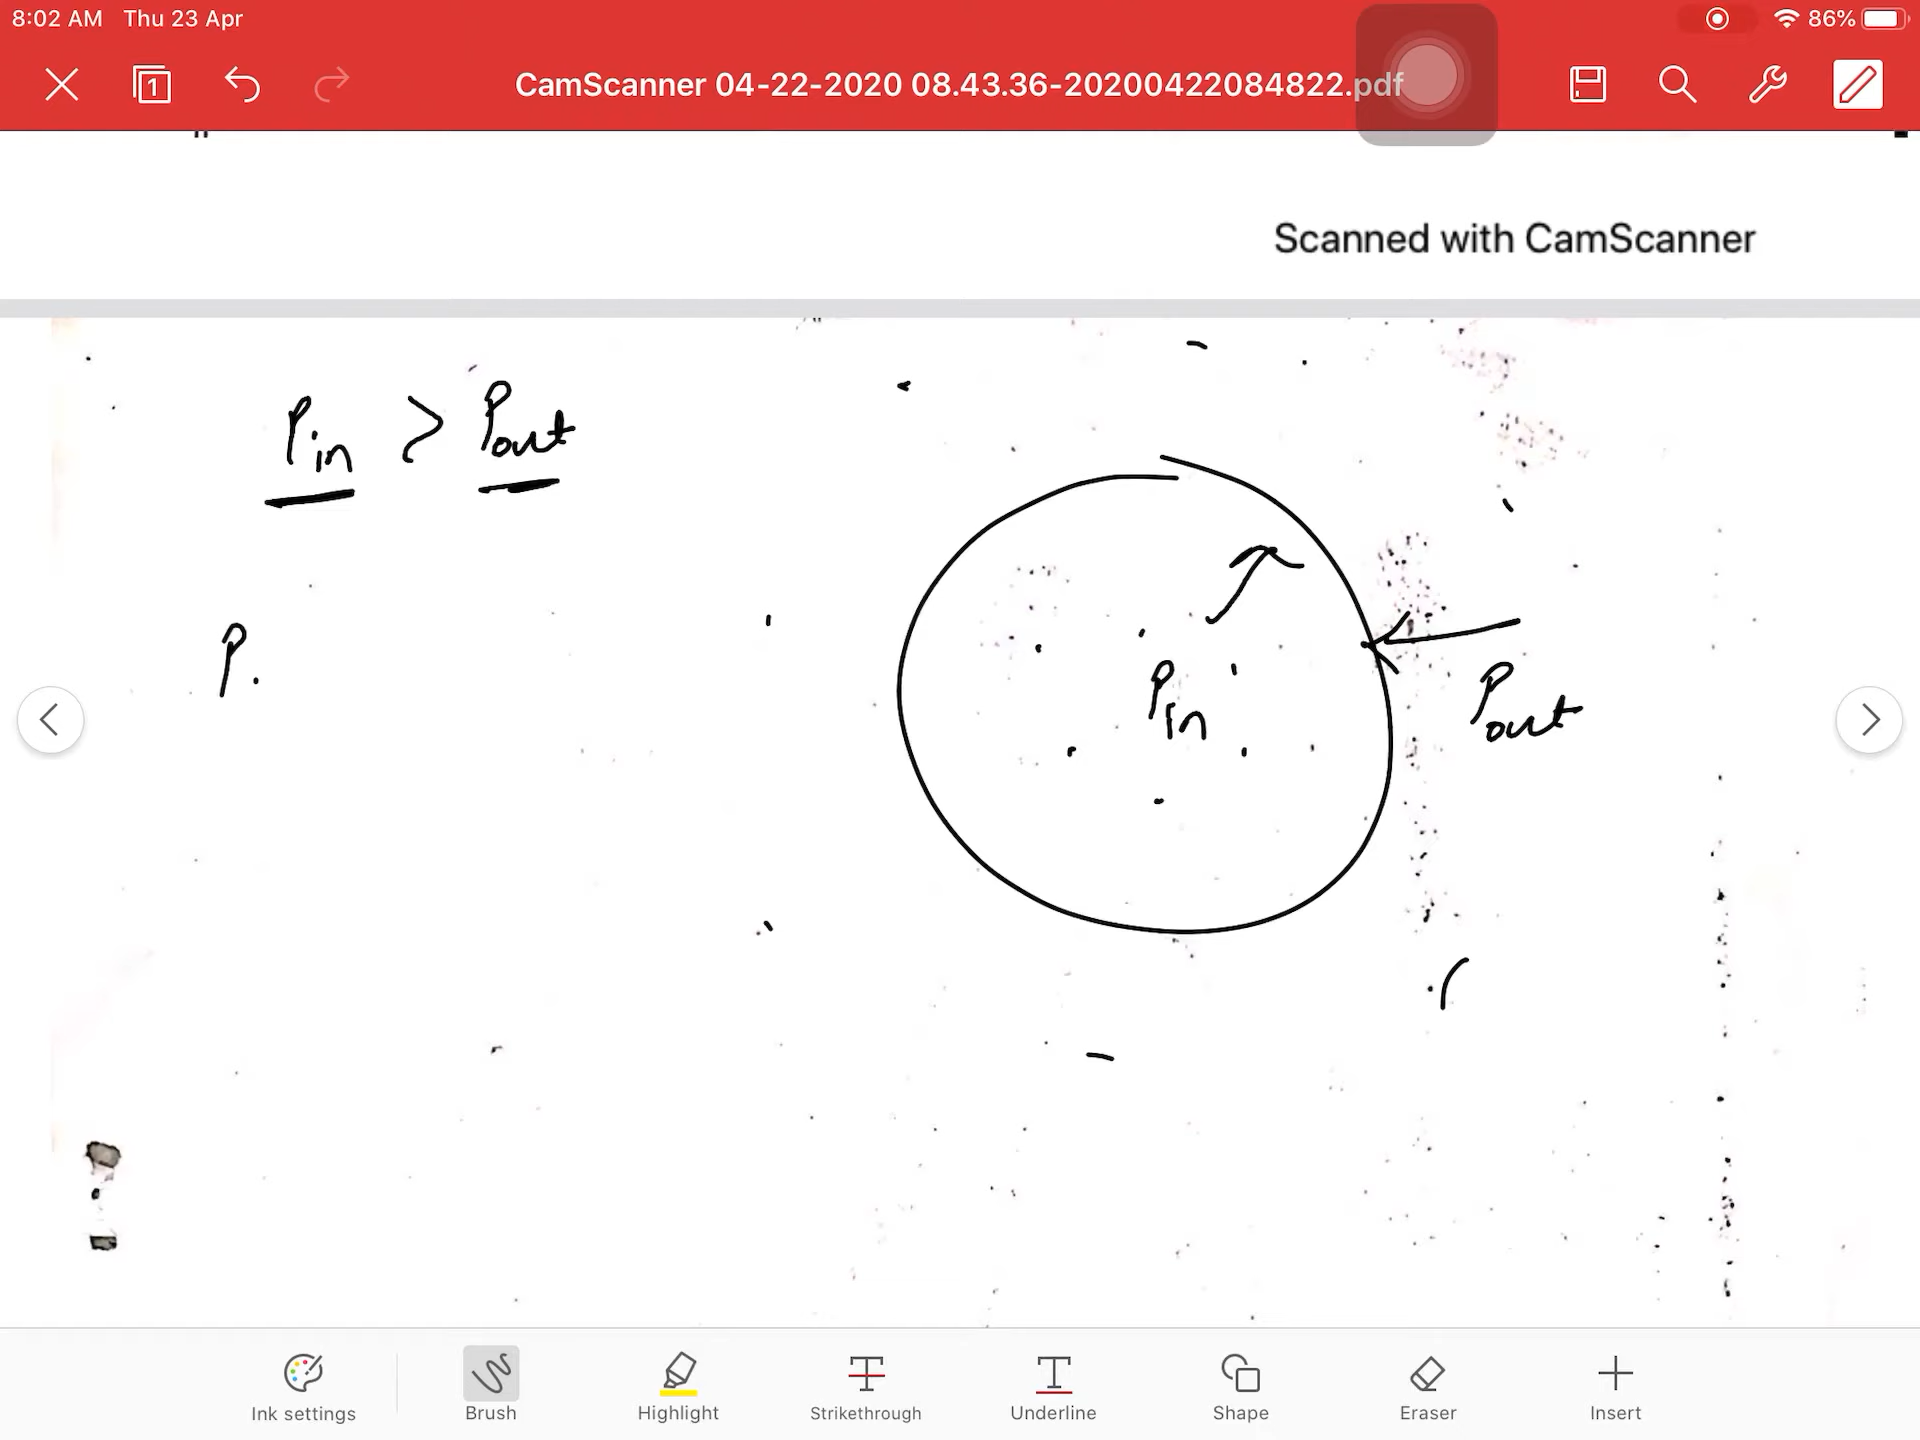 8:02 AM Thu 23 Apr 86%
1 CamScanner 04-22-2020 08.43.36-20200422084822.pdf
Scanned with CamScanner
Pin > Pout
P.
Pin
Pout
Ink settings Brush Highlight Strikethrough Underline Shape Eraser Insert